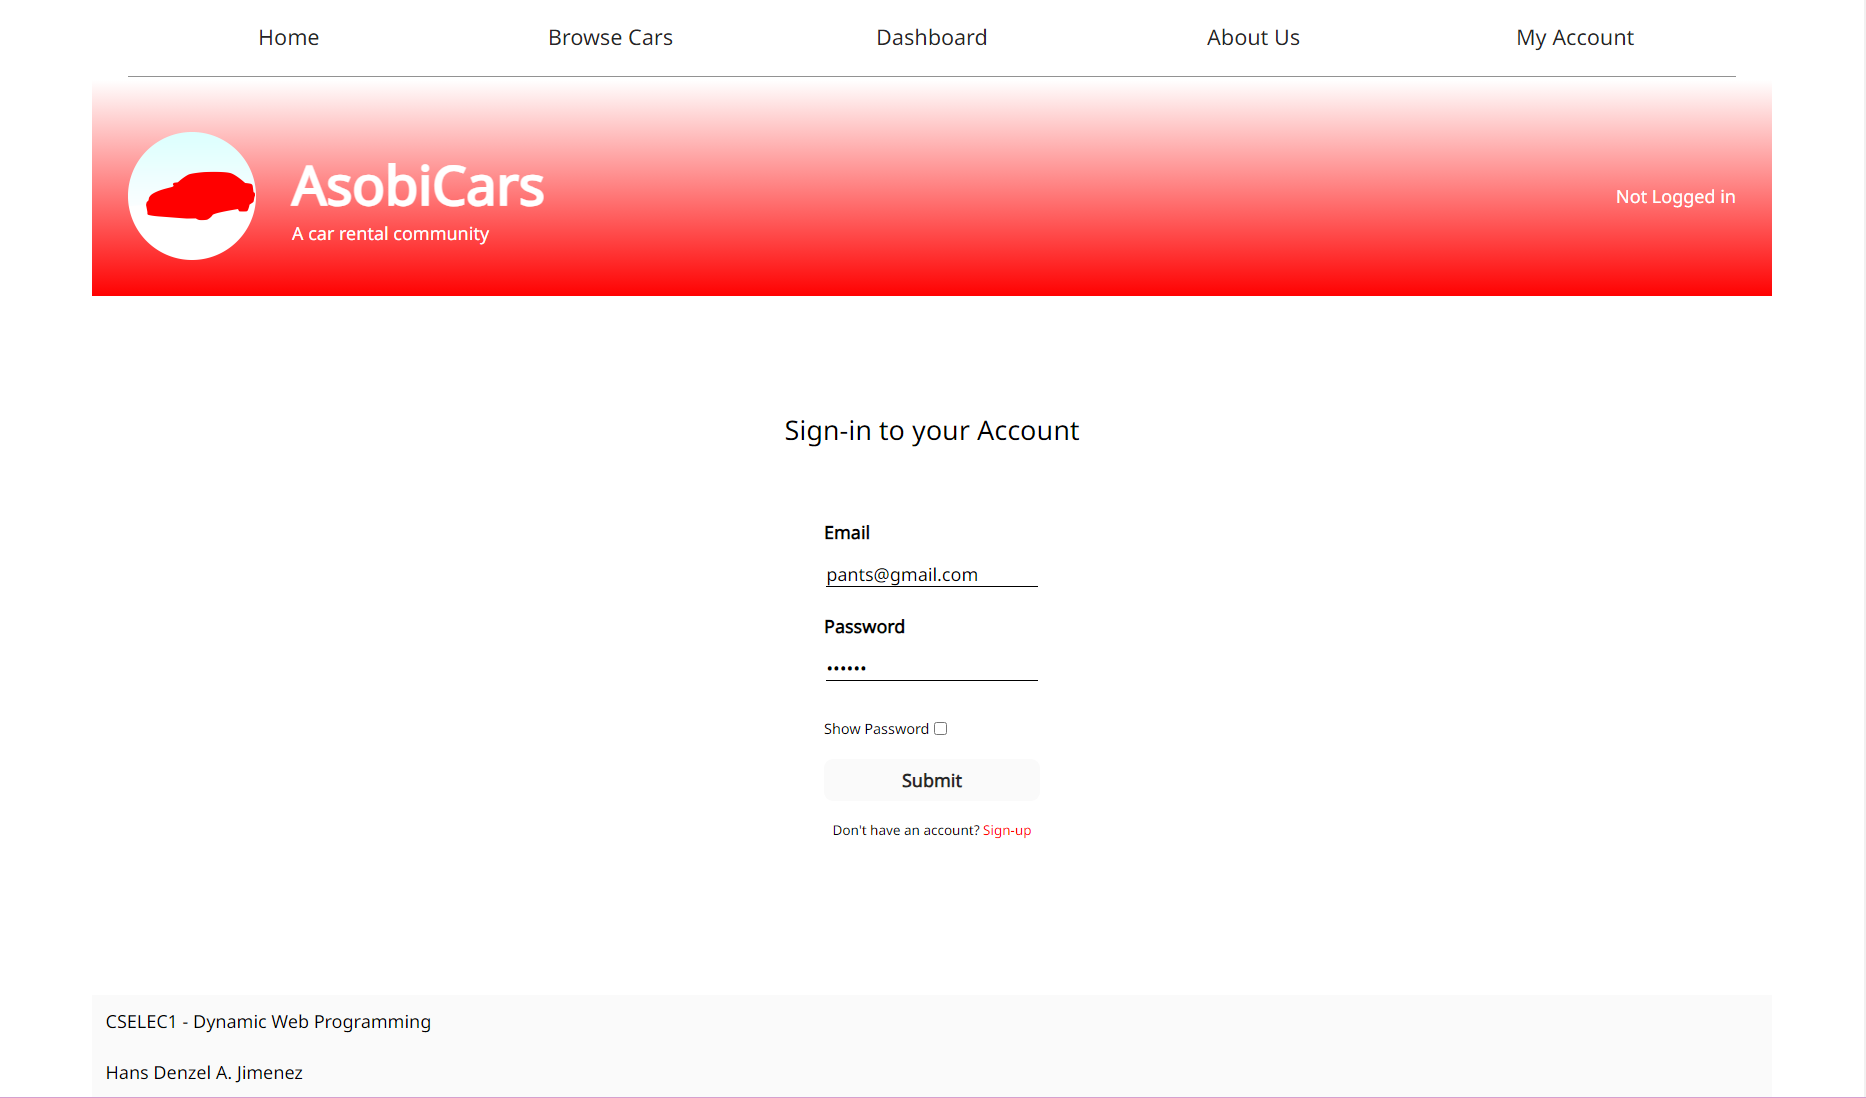 Home Browse Cars Dashboard About Us My Account
AsobiCars
A car rental community
Not Logged in
Sign-in to your Account
Email
pants@gmail.com
Password
••••••
Show Password
Submit
Don't have an account? Sign-up
CSELEC1 - Dynamic Web Programming
Hans Denzel A. Jimenez